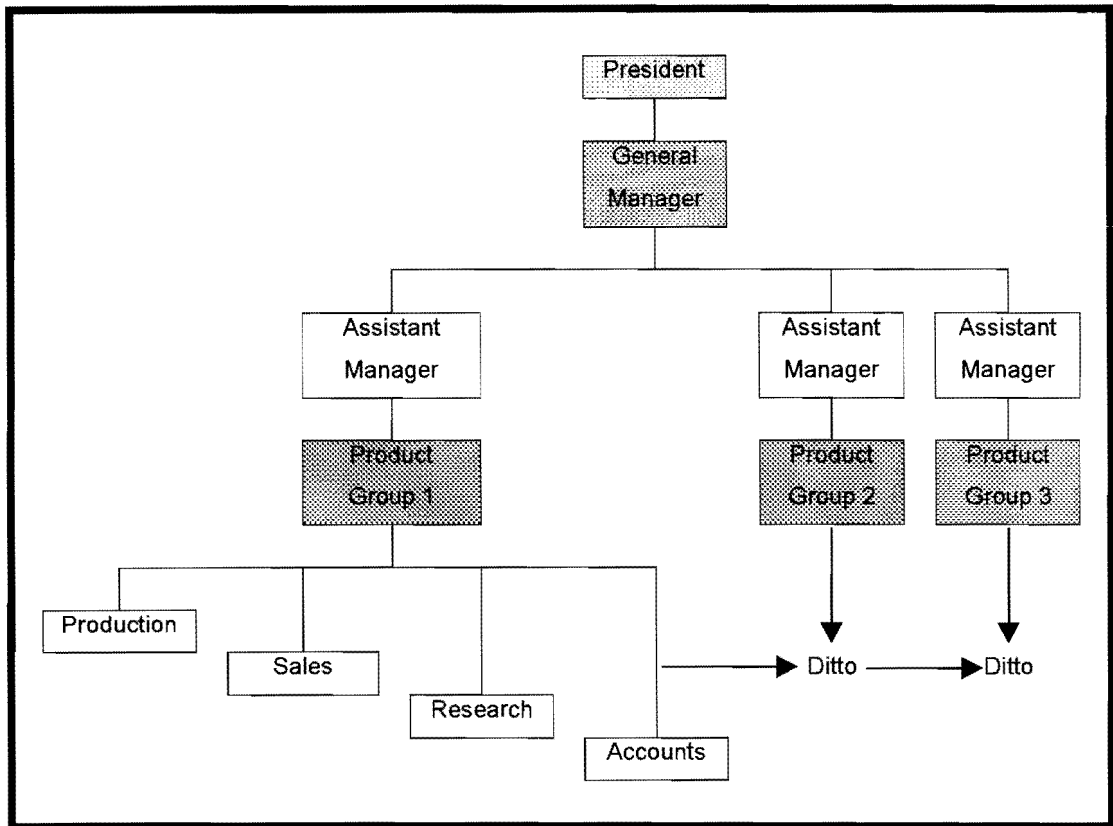 President
General
Manager
Assistant
Manager
Assistant
Manager
Assistant
Manager
Product
Group 1
Product
Group 2
Product
Group 3
Production
Sales
Research
Accounts
Ditto
Ditto